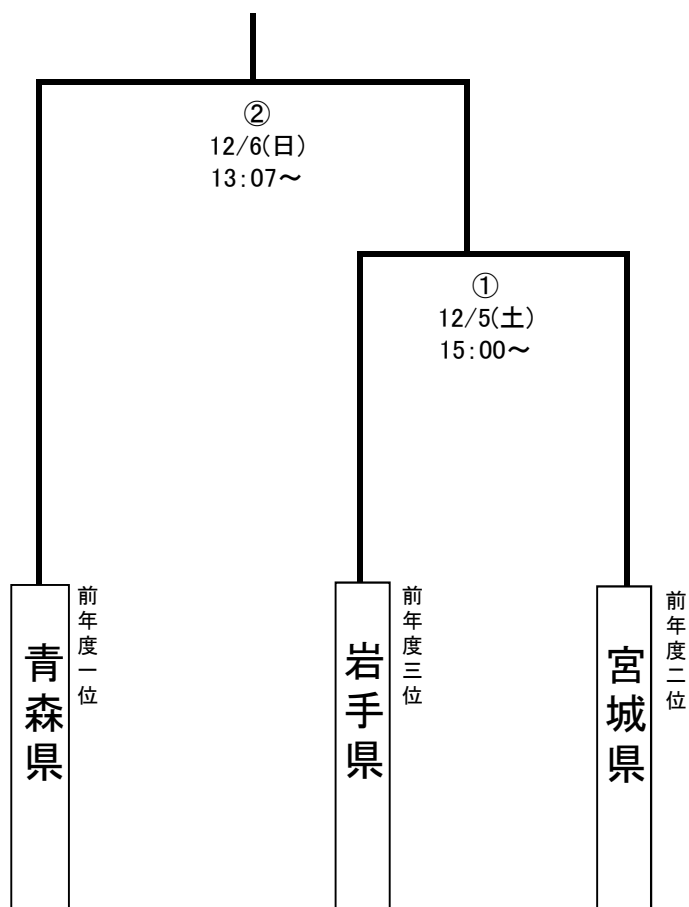 ②
12/6(日)
13:07～
①
12/5(土)
15:00～
青森県
前年度一位
岩手県
前年度三位
宮城県
前年度二位